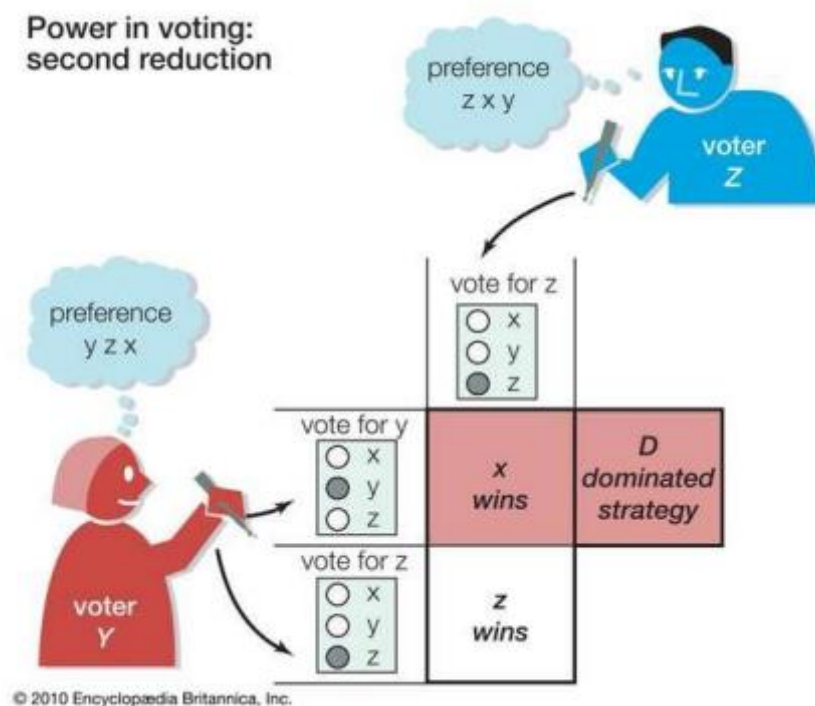 Power in voting:
second reduction
preference
z x y
voter
Z
preference
y z x
vote for z
x
y
z
vote for y
x
y
z
x
wins
D
dominated
strategy
vote for z
x
y
z
z
wins
voter
Y
© 2010 Encyclopædia Britannica, Inc.